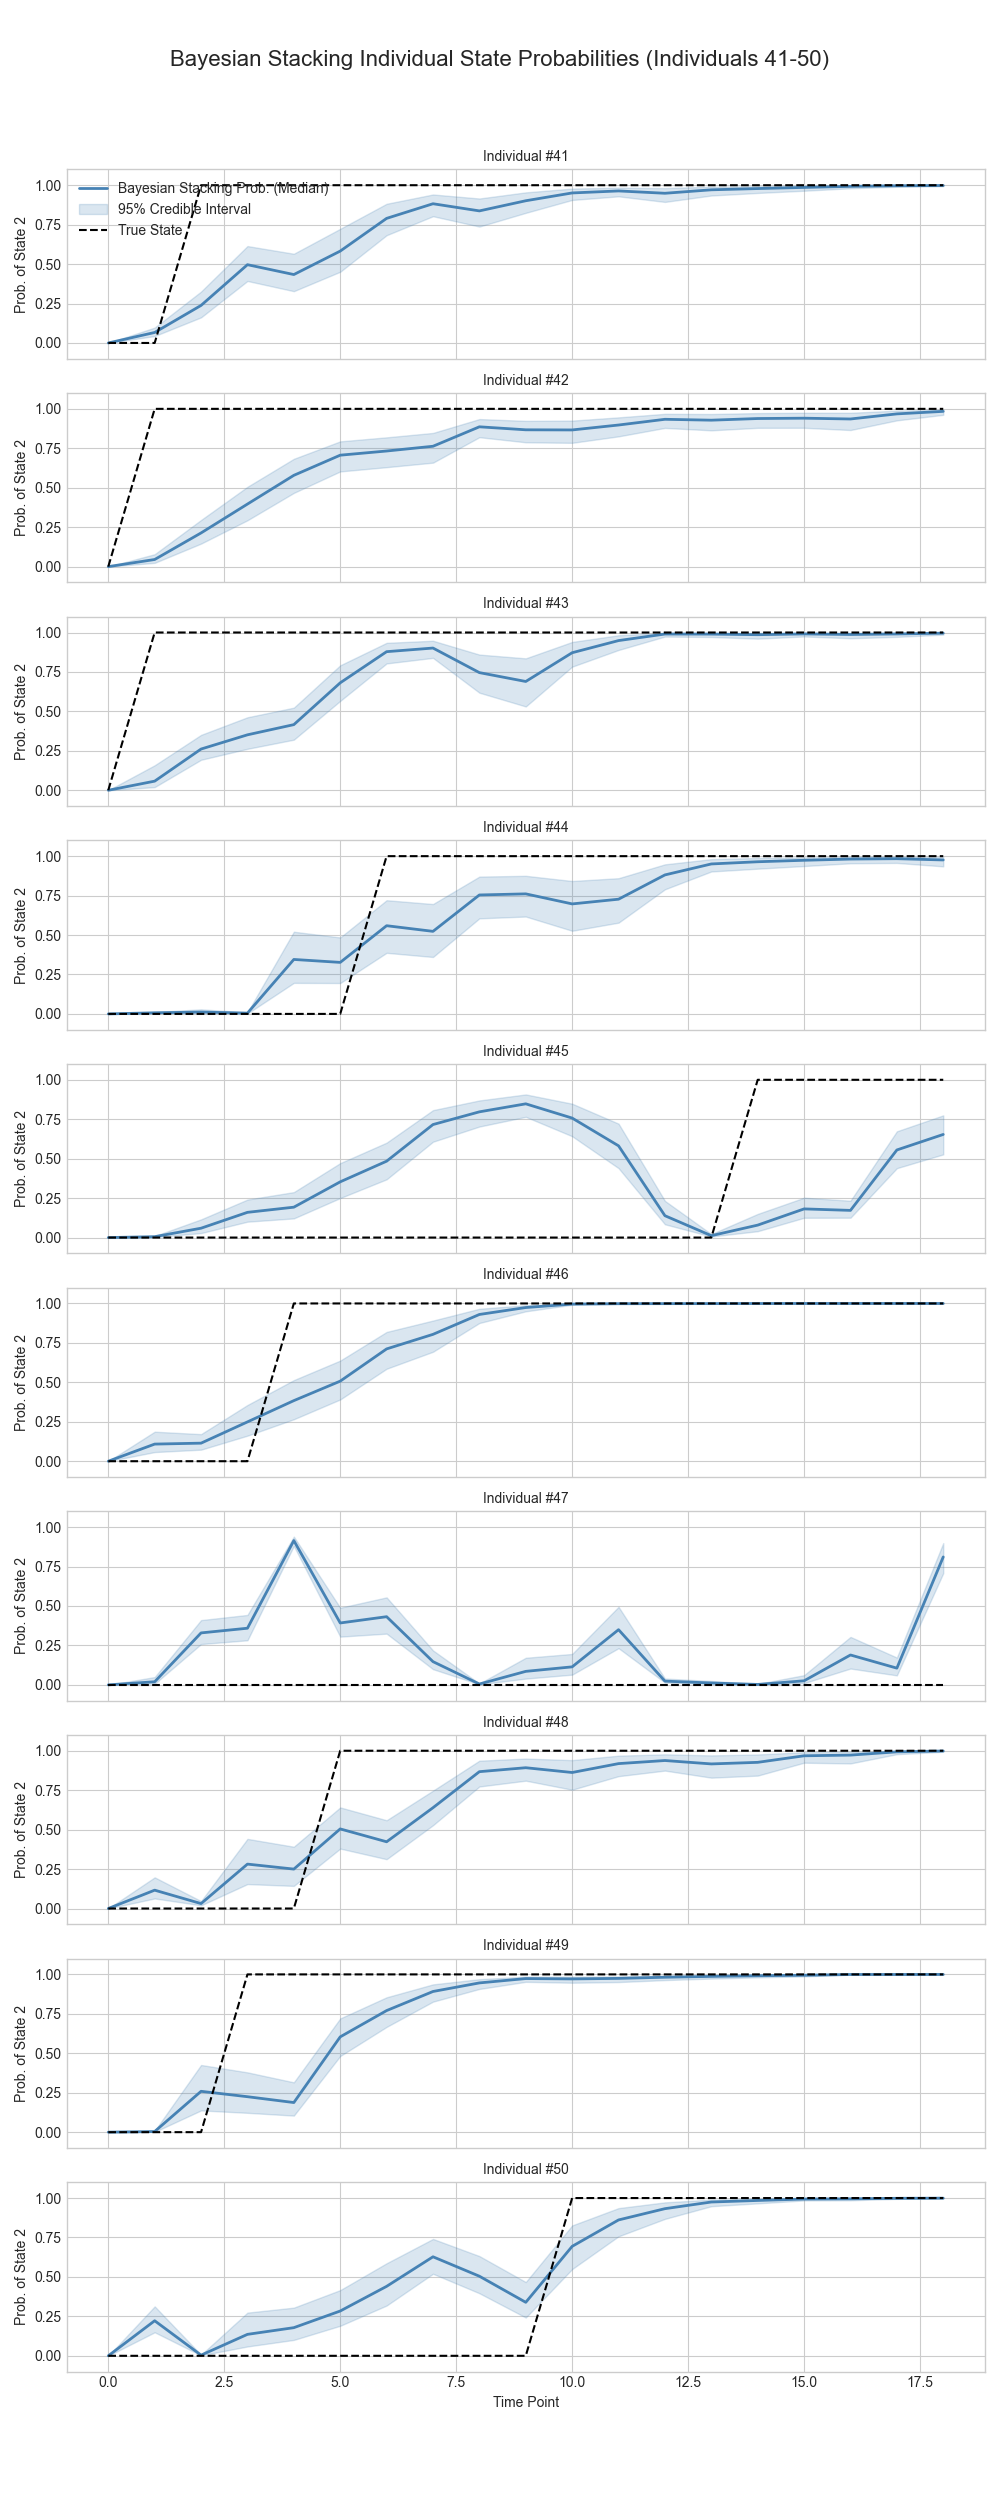 Bayesian Stacking Individual State Probabilities (Individuals 41-50)
Individual #41
Bayesian Stacking Prob. (Median)
95% Credible Interval
True State
1.00
0.75
0.50
0.25
0.00
Prob. of State 2
Individual #42
1.00
0.75
0.50
0.25
0.00
Prob. of State 2
Individual #43
1.00
0.75
0.50
0.25
0.00
Prob. of State 2
Individual #44
1.00
0.75
0.50
0.25
0.00
Prob. of State 2
Individual #45
1.00
0.75
0.50
0.25
0.00
Prob. of State 2
Individual #46
1.00
0.75
0.50
0.25
0.00
Prob. of State 2
Individual #47
1.00
0.75
0.50
0.25
0.00
Prob. of State 2
Individual #48
1.00
0.75
0.50
0.25
0.00
Prob. of State 2
Individual #49
1.00
0.75
0.50
0.25
0.00
Prob. of State 2
Individual #50
1.00
0.75
0.50
0.25
0.00
Prob. of State 2
0.0 2.5 5.0 7.5 10.0 12.5 15.0 17.5
Time Point